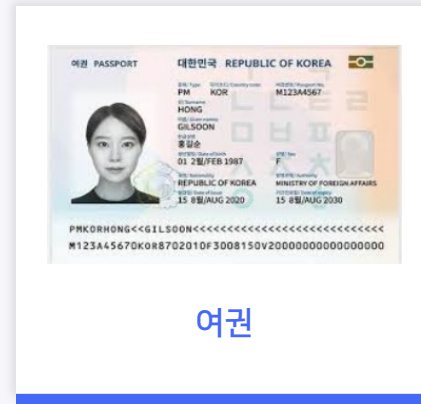 여권 PASSPORT
대한민국 REPUBLIC OF KOREA
PM KOR M123A4567
HONG
GILSOON
홍길순
01 2월/FEB 1987 F
REPUBLIC OF KOREA MINISTRY OF FOREIGN AFFAIRS
15 8월/AUG 2020 15 8월/AUG 2030
PMKORHONG<<GILSOON<<<<<<<<<<<<<<<<<<<<<<<<<<
M123A4567OKOR8702010F3008150V20000000000000000
여권